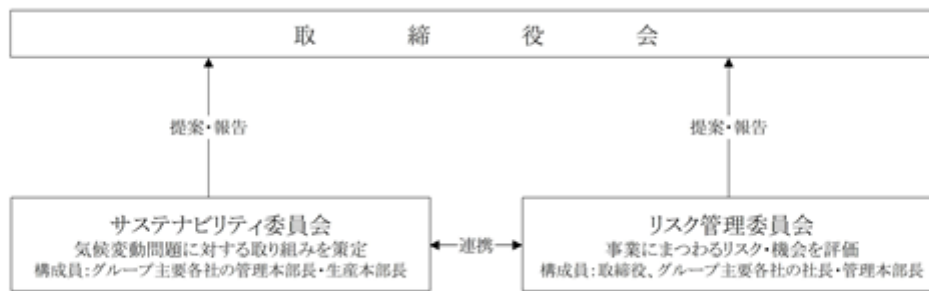 取締役会
提案・報告
提案・報告
サステナビリティ委員会
気候変動問題に対する取り組みを策定
構成員:グループ主要各社の管理本部長・生産本部長
連携
リスク管理委員会
事業にまつわるリスク・機会を評価
構成員:取締役、グループ主要各社の社長・管理本部長